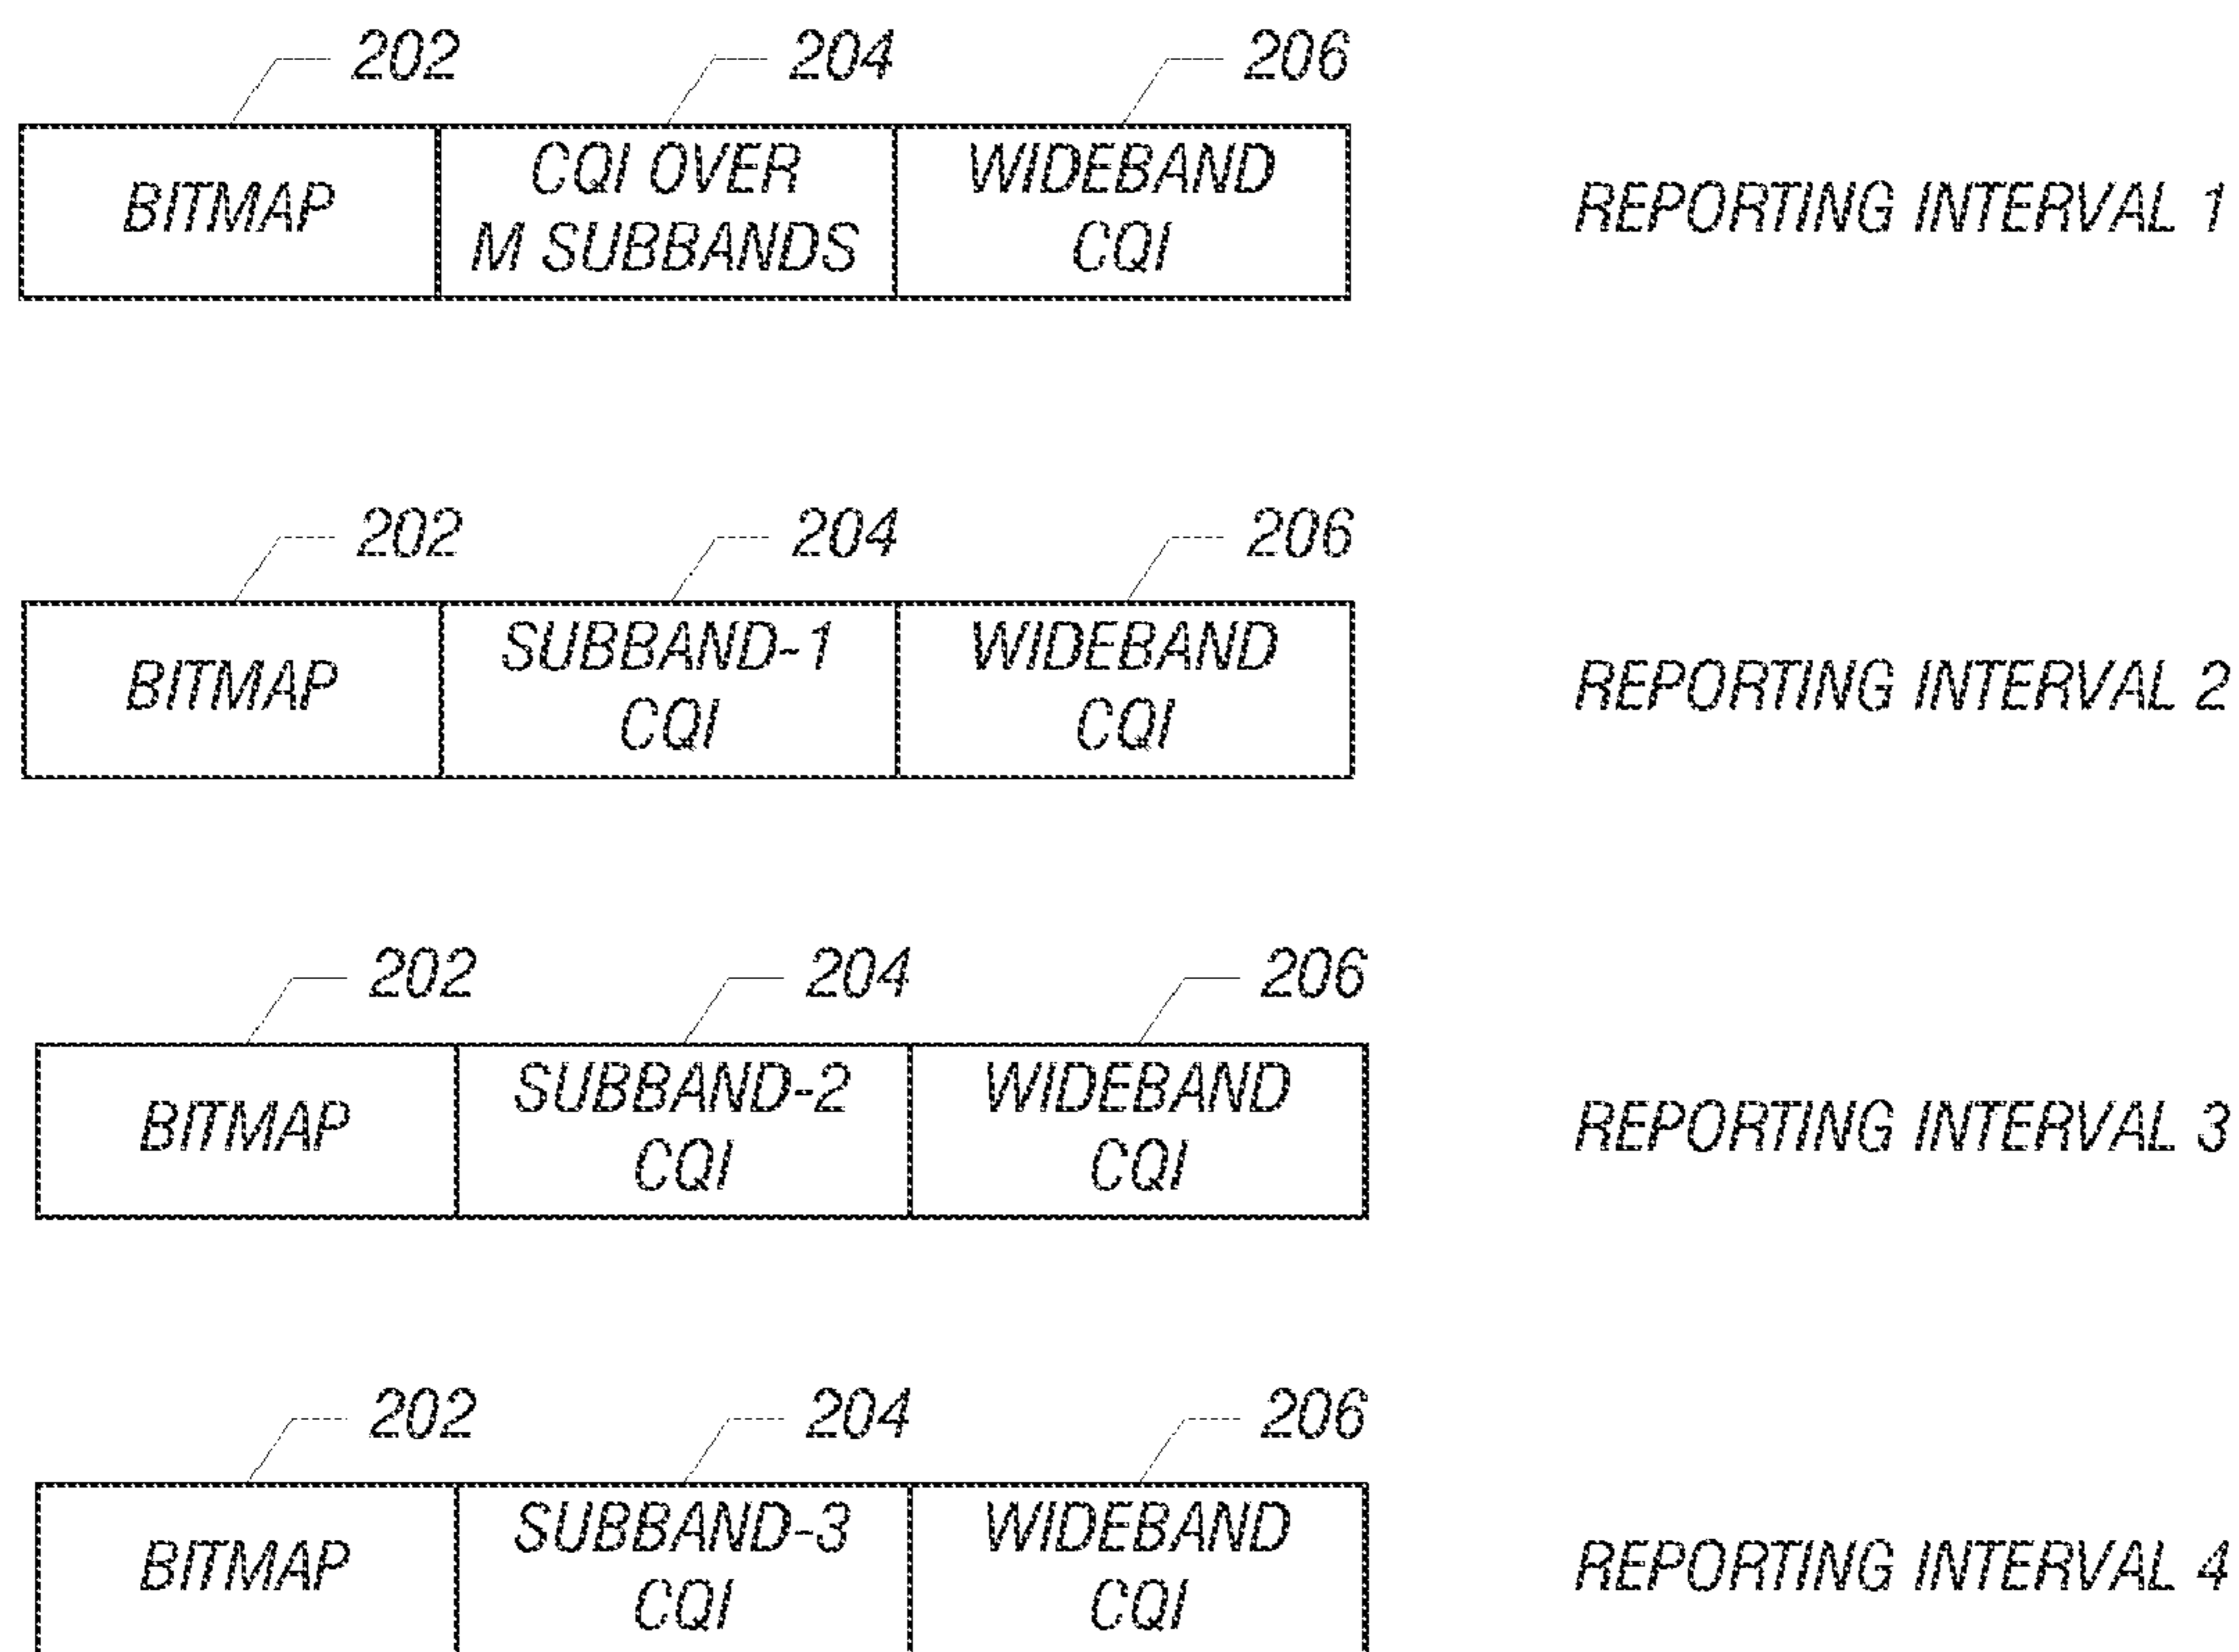 202 204 206
BITMAP
CQI OVER
M SUBBANDS
WIDEBAND
CQI
REPORTING INTERVAL 1
202 204 206
BITMAP
SUBBAND-1
CQI
WIDEBAND
CQI
REPORTING INTERVAL 2
202 204 206
BITMAP
SUBBAND-2
CQI
WIDEBAND
CQI
REPORTING INTERVAL 3
202 204 206
BITMAP
SUBBAND-3
CQI
WIDEBAND
CQI
REPORTING INTERVAL 4